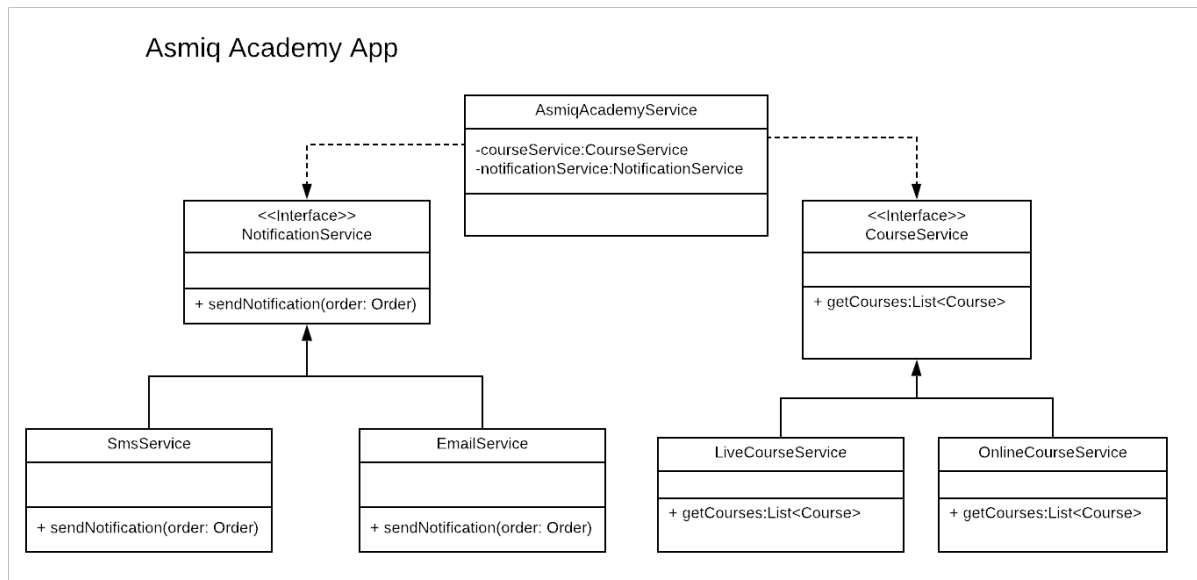 Asmiq Academy App
AsmiqAcademyService
-courseService:CourseService
-notificationService:NotificationService
<<Interface>>
NotificationService
+ sendNotification(order: Order)
<<Interface>>
CourseService
+ getCourses:List<Course>
SmsService
+ sendNotification(order: Order)
EmailService
+ sendNotification(order: Order)
LiveCourseService
+ getCourses:List<Course>
OnlineCourseService
+ getCourses:List<Course>